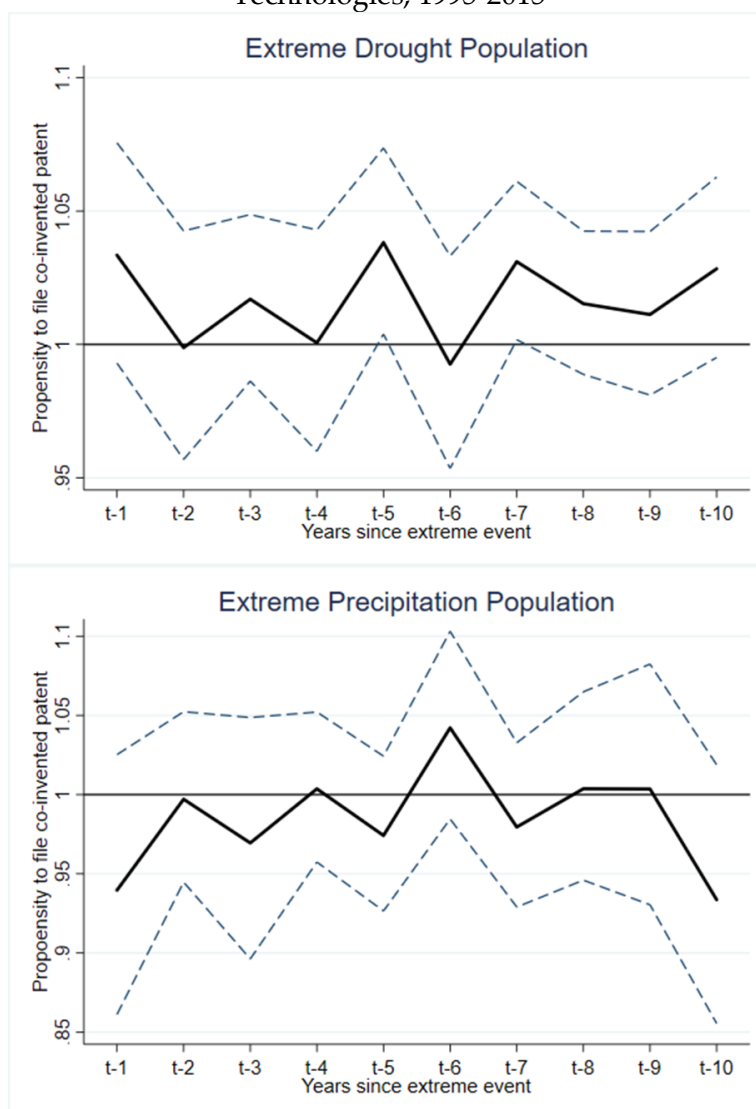 Technologies, 1995-2015
Extreme Drought Population
Propensity to file co-invented patent
1.1
1.05
1
.95
t-1 t-2 t-3 t-4 t-5 t-6 t-7 t-8 t-9 t-10
Years since extreme event
Extreme Precipitation Population
Propoensity to file co-invented patent
1.1
1.05
1
.95
.9
.85
t-1 t-2 t-3 t-4 t-5 t-6 t-7 t-8 t-9 t-10
Years since extreme event